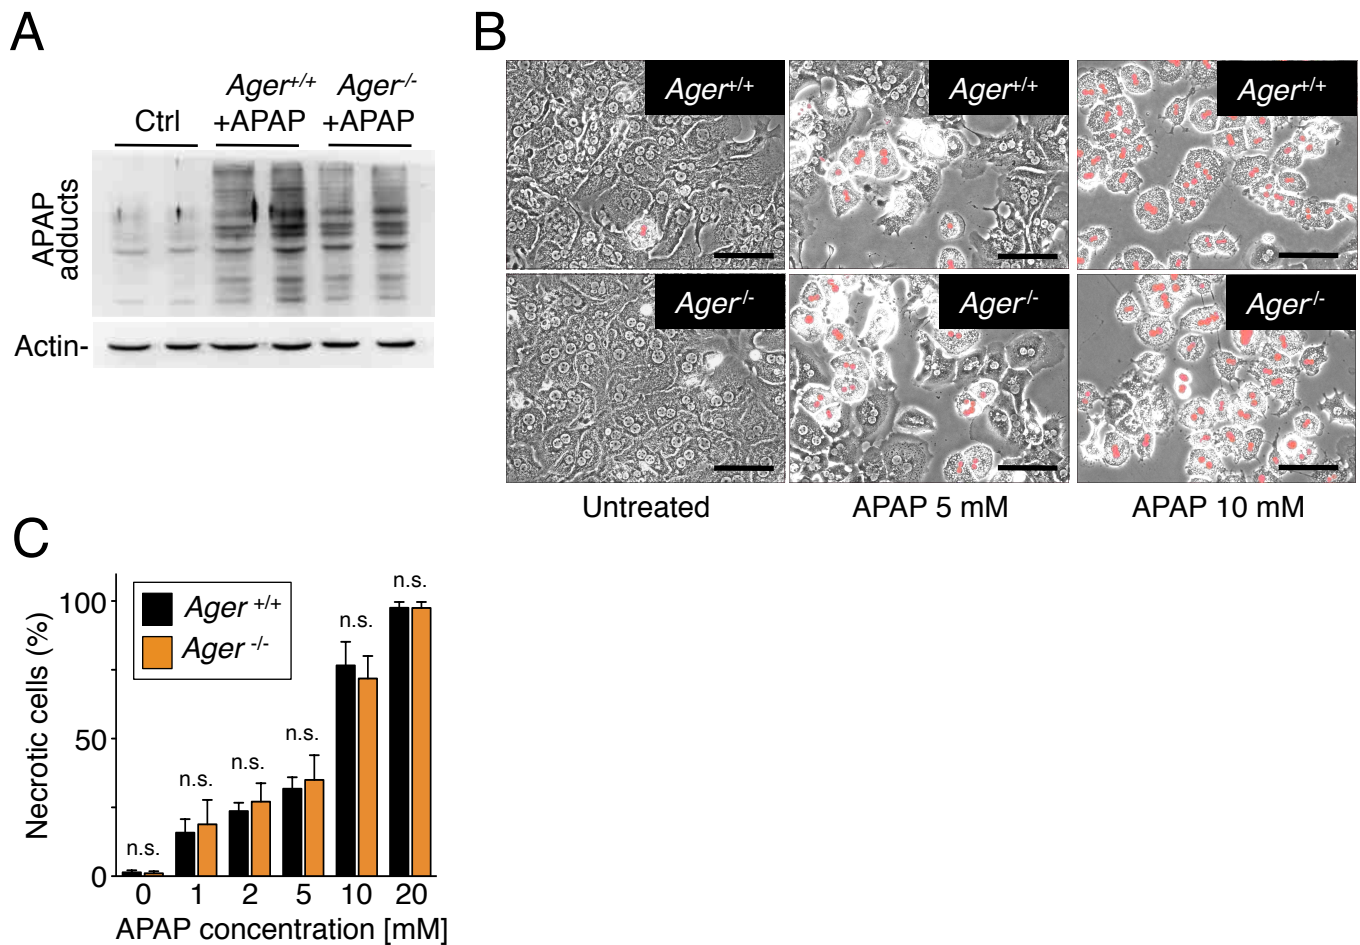 A
Ctrl
Ager+/+
+APAP
Ager-/-
+APAP
APAP
adducts
Actin-
B
Ager+/+
Ager+/+
Ager+/+
Ager-/-
Ager-/-
Ager-/-
Untreated
APAP 5 mM
APAP 10 mM
C
Necrotic cells (%)
100
50
0
Ager +/+
Ager -/-
n.s.
n.s.
n.s.
n.s.
n.s.
n.s.
0 1 2 5 10 20
APAP concentration [mM]